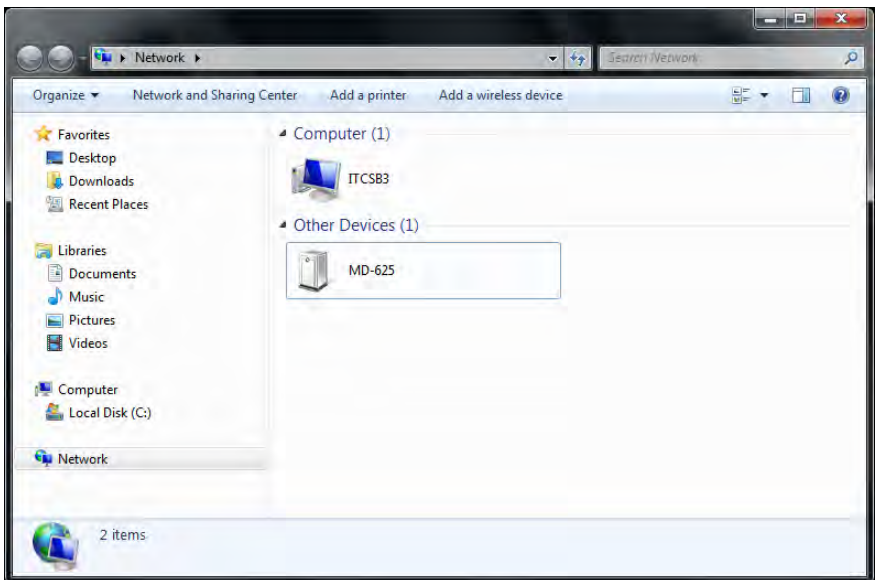 Network
Search Network
Organize Network and Sharing Center Add a printer Add a wireless device
Favorites
Desktop
Downloads
Recent Places
Libraries
Documents
Music
Pictures
Videos
Computer
Local Disk (C:)
Network
Computer (1)
ITCSB3
Other Devices (1)
MD-625
2 items